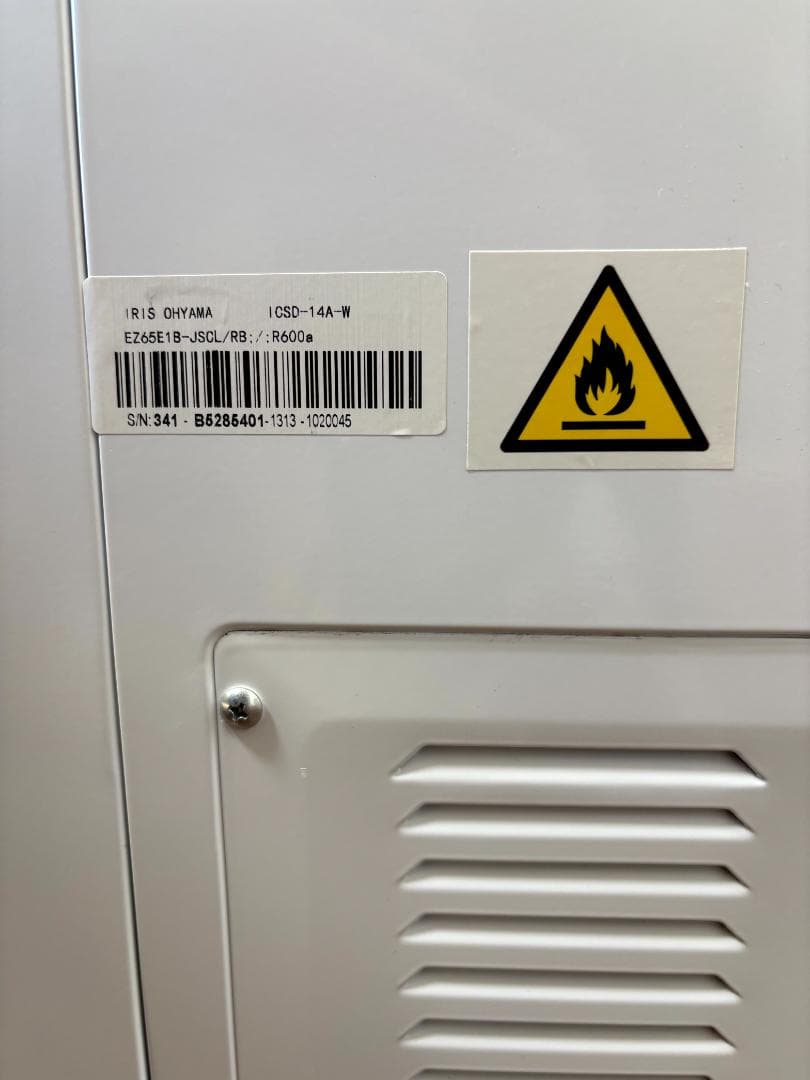 IRIS OHYAMA ICSD-14A-W
EZ65E1B-JSCL/RB;/;R600a
S/N: 341 - B5285401-1313 -1020045